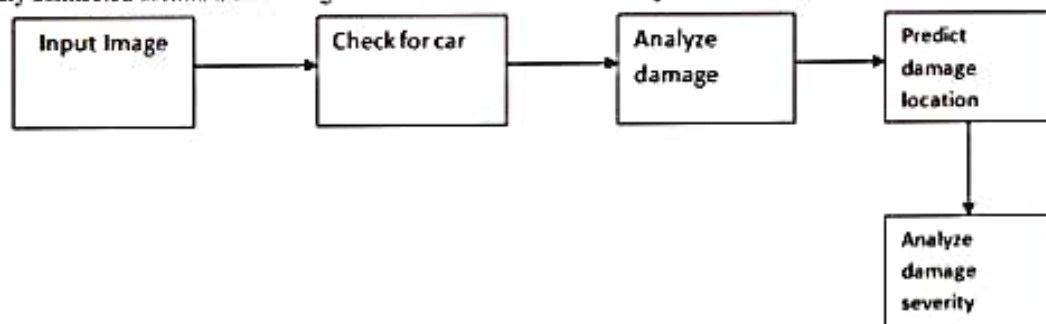 Input Image
Check for car
Analyze
damage
Predict
damage
location
Analyze
damage
severity